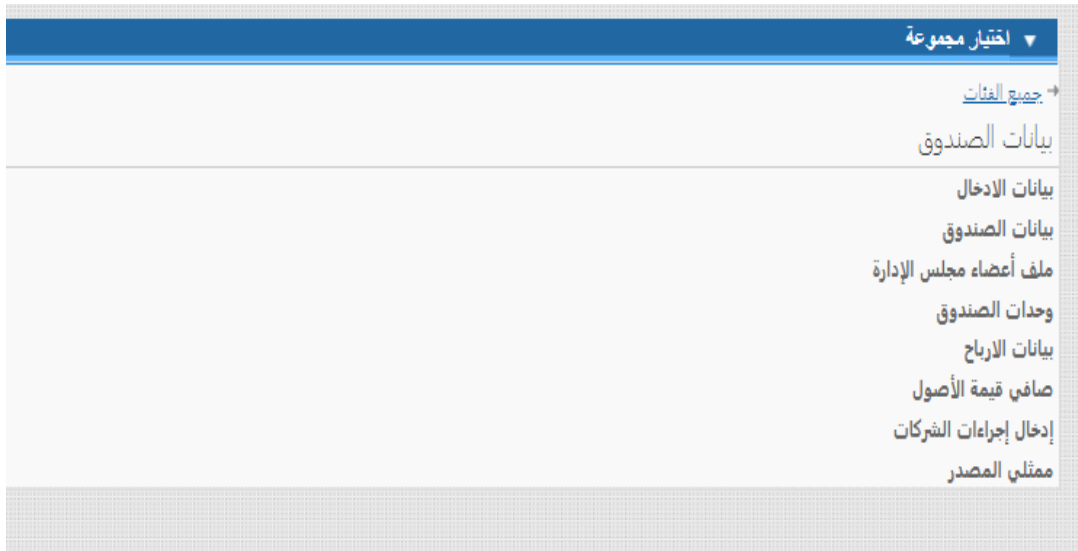 اختيار مجموعة
جميع الفئات
بيانات الصندوق
بيانات الادخال
بيانات الصندوق
ملف أعضاء مجلس الإدارة
وحدات الصندوق
بيانات الارباح
صافي قيمة الأصول
إدخال إجراءات الشركات
ممثلي المصدر